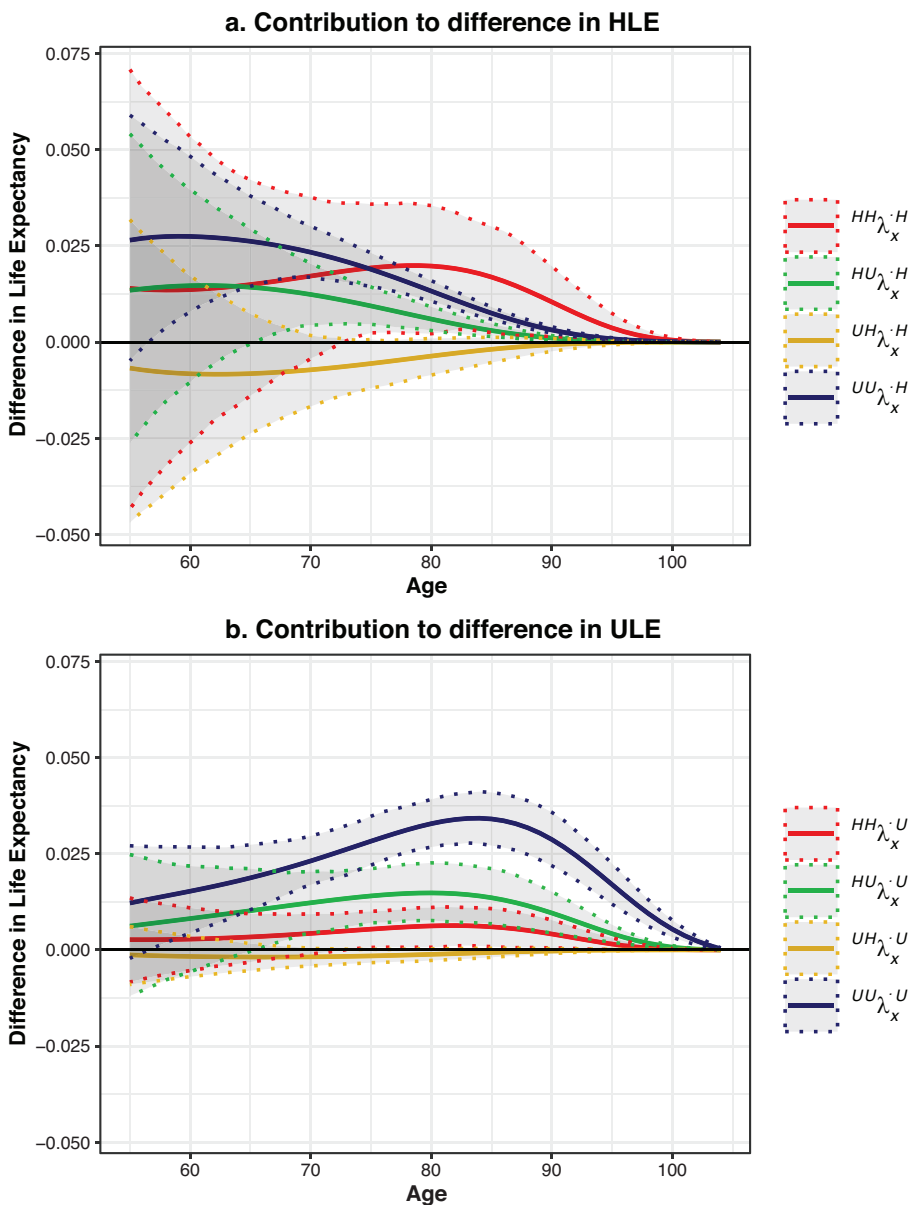 a. Contribution to difference in HLE
0.075
0.050
0.025
0.000
−0.025
−0.050
Difference in Life Expectancy
60 70 80 90 100
Age
HHλx·H
HUλx·H
UHλx·H
UUλx·H
b. Contribution to difference in ULE
0.075
0.050
0.025
0.000
−0.025
−0.050
Difference in Life Expectancy
60 70 80 90 100
Age
HHλx·U
HUλx·U
UHλx·U
UUλx·U